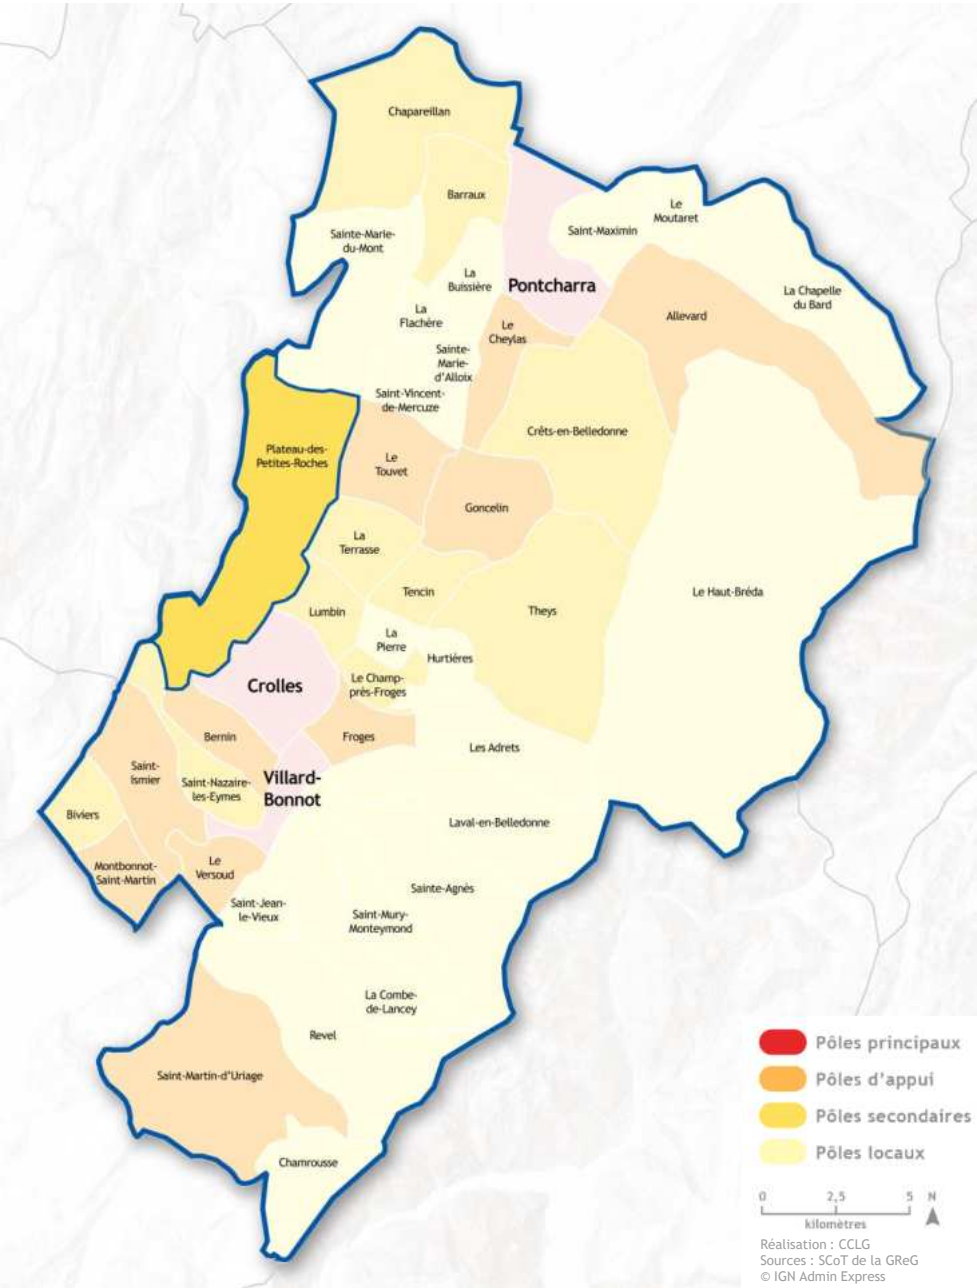 Chapareillan
Barraux
Le
Moutaret
Saint-Maximin
Sainte-Marie-
du-Mont
La
Buissière
Pontcharra
La Chapelle
du Bard
La
Flachère
Allevard
Le
Cheylas
Sainte-
Marie-
d'Alloix
Saint-Vincent-
de-Mercuze
Crêts-en-Belledonne
Plateau-des-
Petites-Roches
Le
Touvet
Goncelin
La
Terrasse
Tencin
Le Haut-Bréda
Lumbin
Theys
La
Pierre
Hurtières
Crolles
Le Champ-
près-Froges
Bernin
Froges
Les Adrets
Saint-
Ismier
Saint-Nazaire-
les-Eymes
Villard-
Bonnot
Biviers
Laval-en-Belledonne
Montbonnot-
Saint-Martin
Le
Versoud
Sainte-Agnès
Saint-Jean-
le-Vieux
Saint-Mury-
Monteymond
La Combe-
de-Lancey
Revel
Saint-Martin-d'Uriage
Chamrousse
Pôles principaux
Pôles d'appui
Pôles secondaires
Pôles locaux
0 2,5 5 N
kilomètres
Réalisation : CCLG
Sources : SCoT de la GReG
© IGN Admin Express